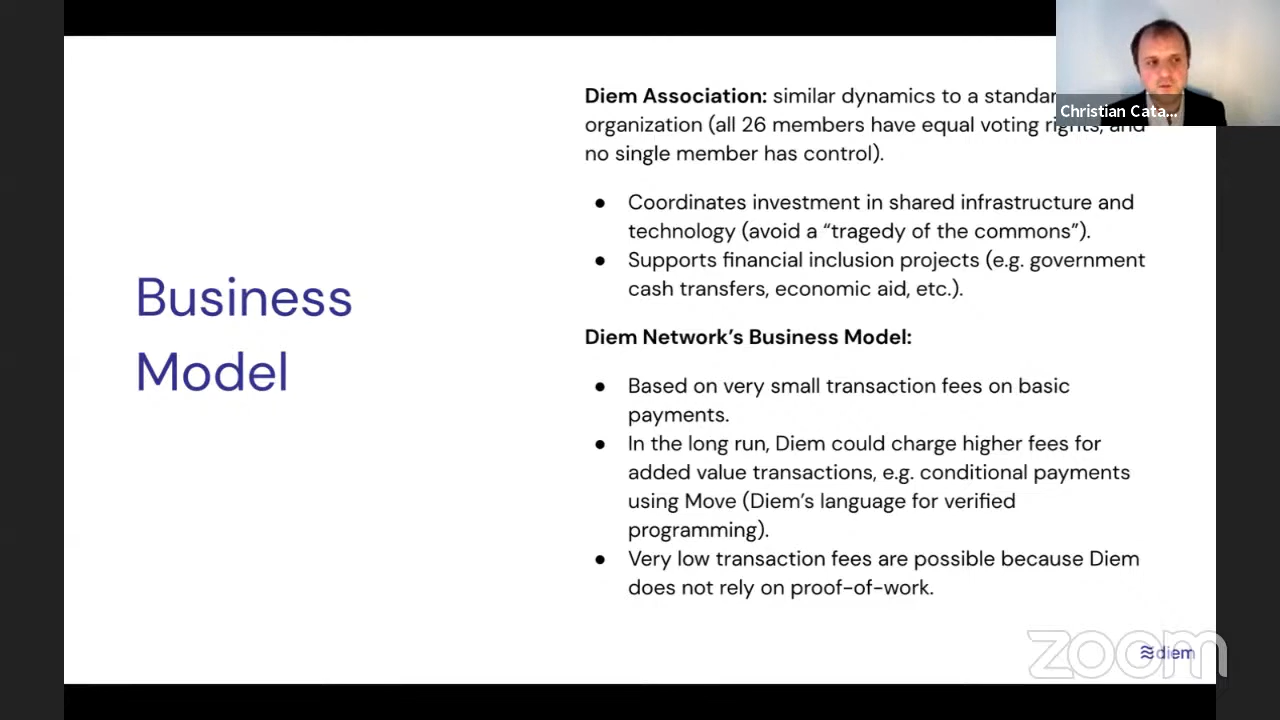 Business
Model
Diem Association: similar dynamics to a
organization (all 26 members have equal voting rights, and
no single member has control).
● Coordinates investment in shared infrastructure and
technology (avoid a “tragedy of the commons”).
● Supports financial inclusion projects (e.g. government
cash transfers, economic aid, etc.).
Diem Network’s Business Model:
● Based on very small transaction fees on basic
payments.
● In the long run, Diem could charge higher fees for
added value transactions, e.g. conditional payments
using Move (Diem’s language for verified
programming).
● Very low transaction fees are possible because Diem
does not rely on proof-of-work.
Christian Cata...
zoom
diem